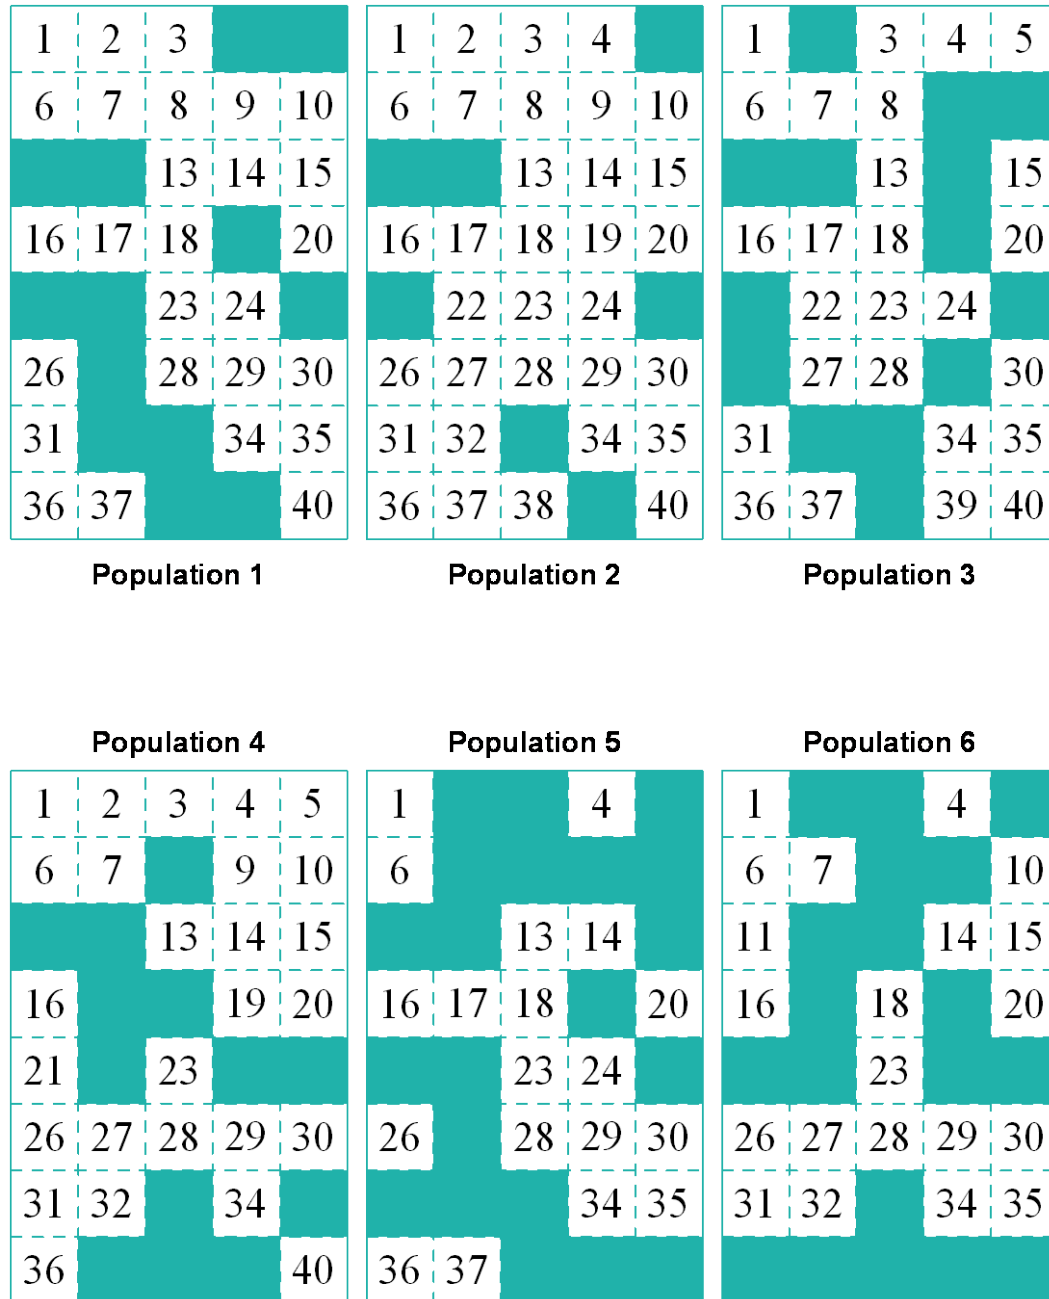 1 2 3
6 7 8 9 10
13 14 15
16 17 18 20
23 24
26 28 29 30
31 34 35
36 37 40
Population 1
1 2 3 4
6 7 8 9 10
13 14 15
16 17 18 19 20
22 23 24
26 27 28 29 30
31 32 34 35
36 37 38 40
Population 2
1 3 4 5
6 7 8
13 15
16 17 18 20
22 23 24
27 28 30
31 34 35
36 37 39 40
Population 3
Population 4
1 2 3 4 5
6 7 9 10
13 14 15
16 19 20
21 23
26 27 28 29 30
31 32 34
36 40
Population 5
1 4
6
13 14
16 17 18 20
23 24
26 28 29 30
34 35
36 37
Population 6
1 4
6 7 10
11 14 15
16 18 20
23
26 27 28 29 30
31 32 34 35